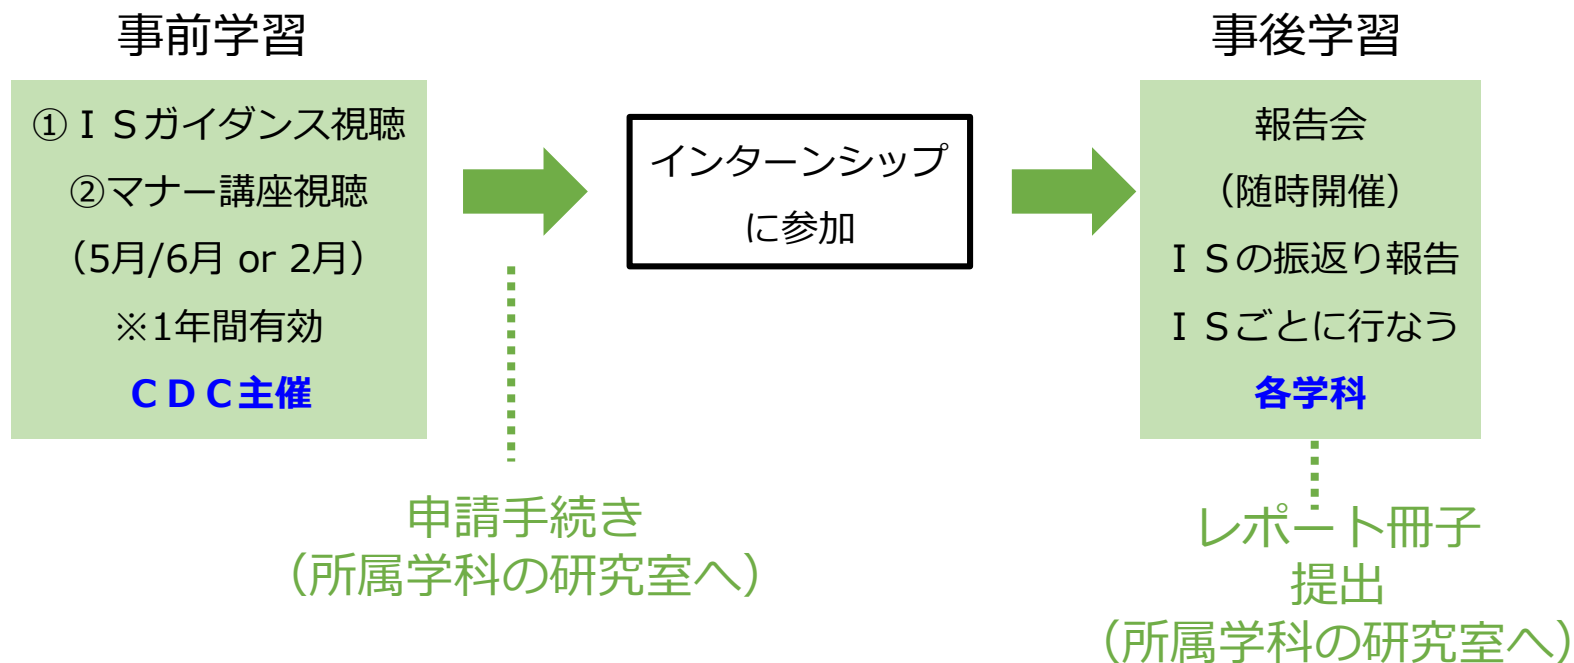 事前学習
①ＩＳガイダンス視聴
②マナー講座視聴
（5月/6月 or 2月）
※1年間有効
ＣＤＣ主催
申請手続き
（所属学科の研究室へ）
インターンシップ
に参加
事後学習
報告会
（随時開催）
ＩＳの振返り報告
ＩＳごとに行なう
各学科
レポート冊子
提出
（所属学科の研究室へ）